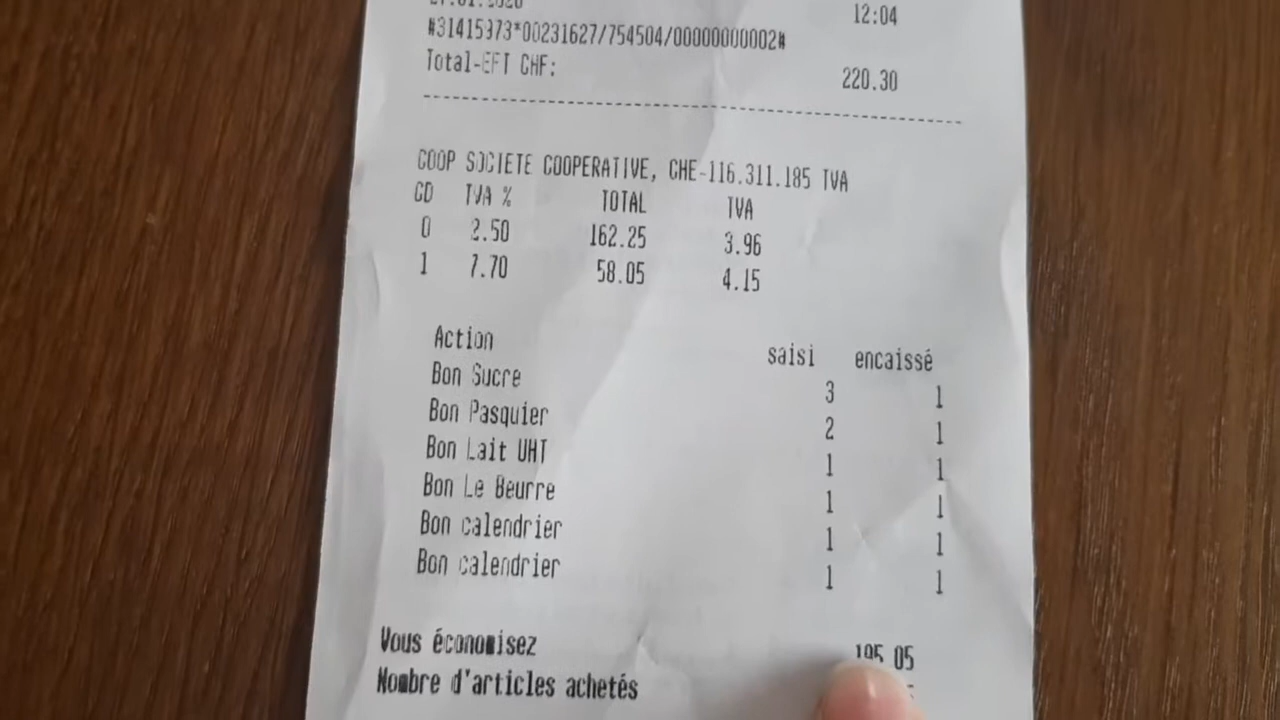 12:04
#31415973*00231627/754504/00000000002#
Total-EFT CHF: 220.30
COOP SOCIETE COOPERATIVE, CHE-116.311.185 TVA
CD TVA % TOTAL TVA
0 2.50 162.25 3.96
1 7.70 58.05 4.15
Action saisi encaissé
Bon Sucre 3 1
Bon Pasquier 2 1
Bon Lait UHT 1 1
Bon Le Beurre 1 1
Bon calendrier 1 1
Bon calendrier 1 1
Vous économisez
Nombre d'articles achetés